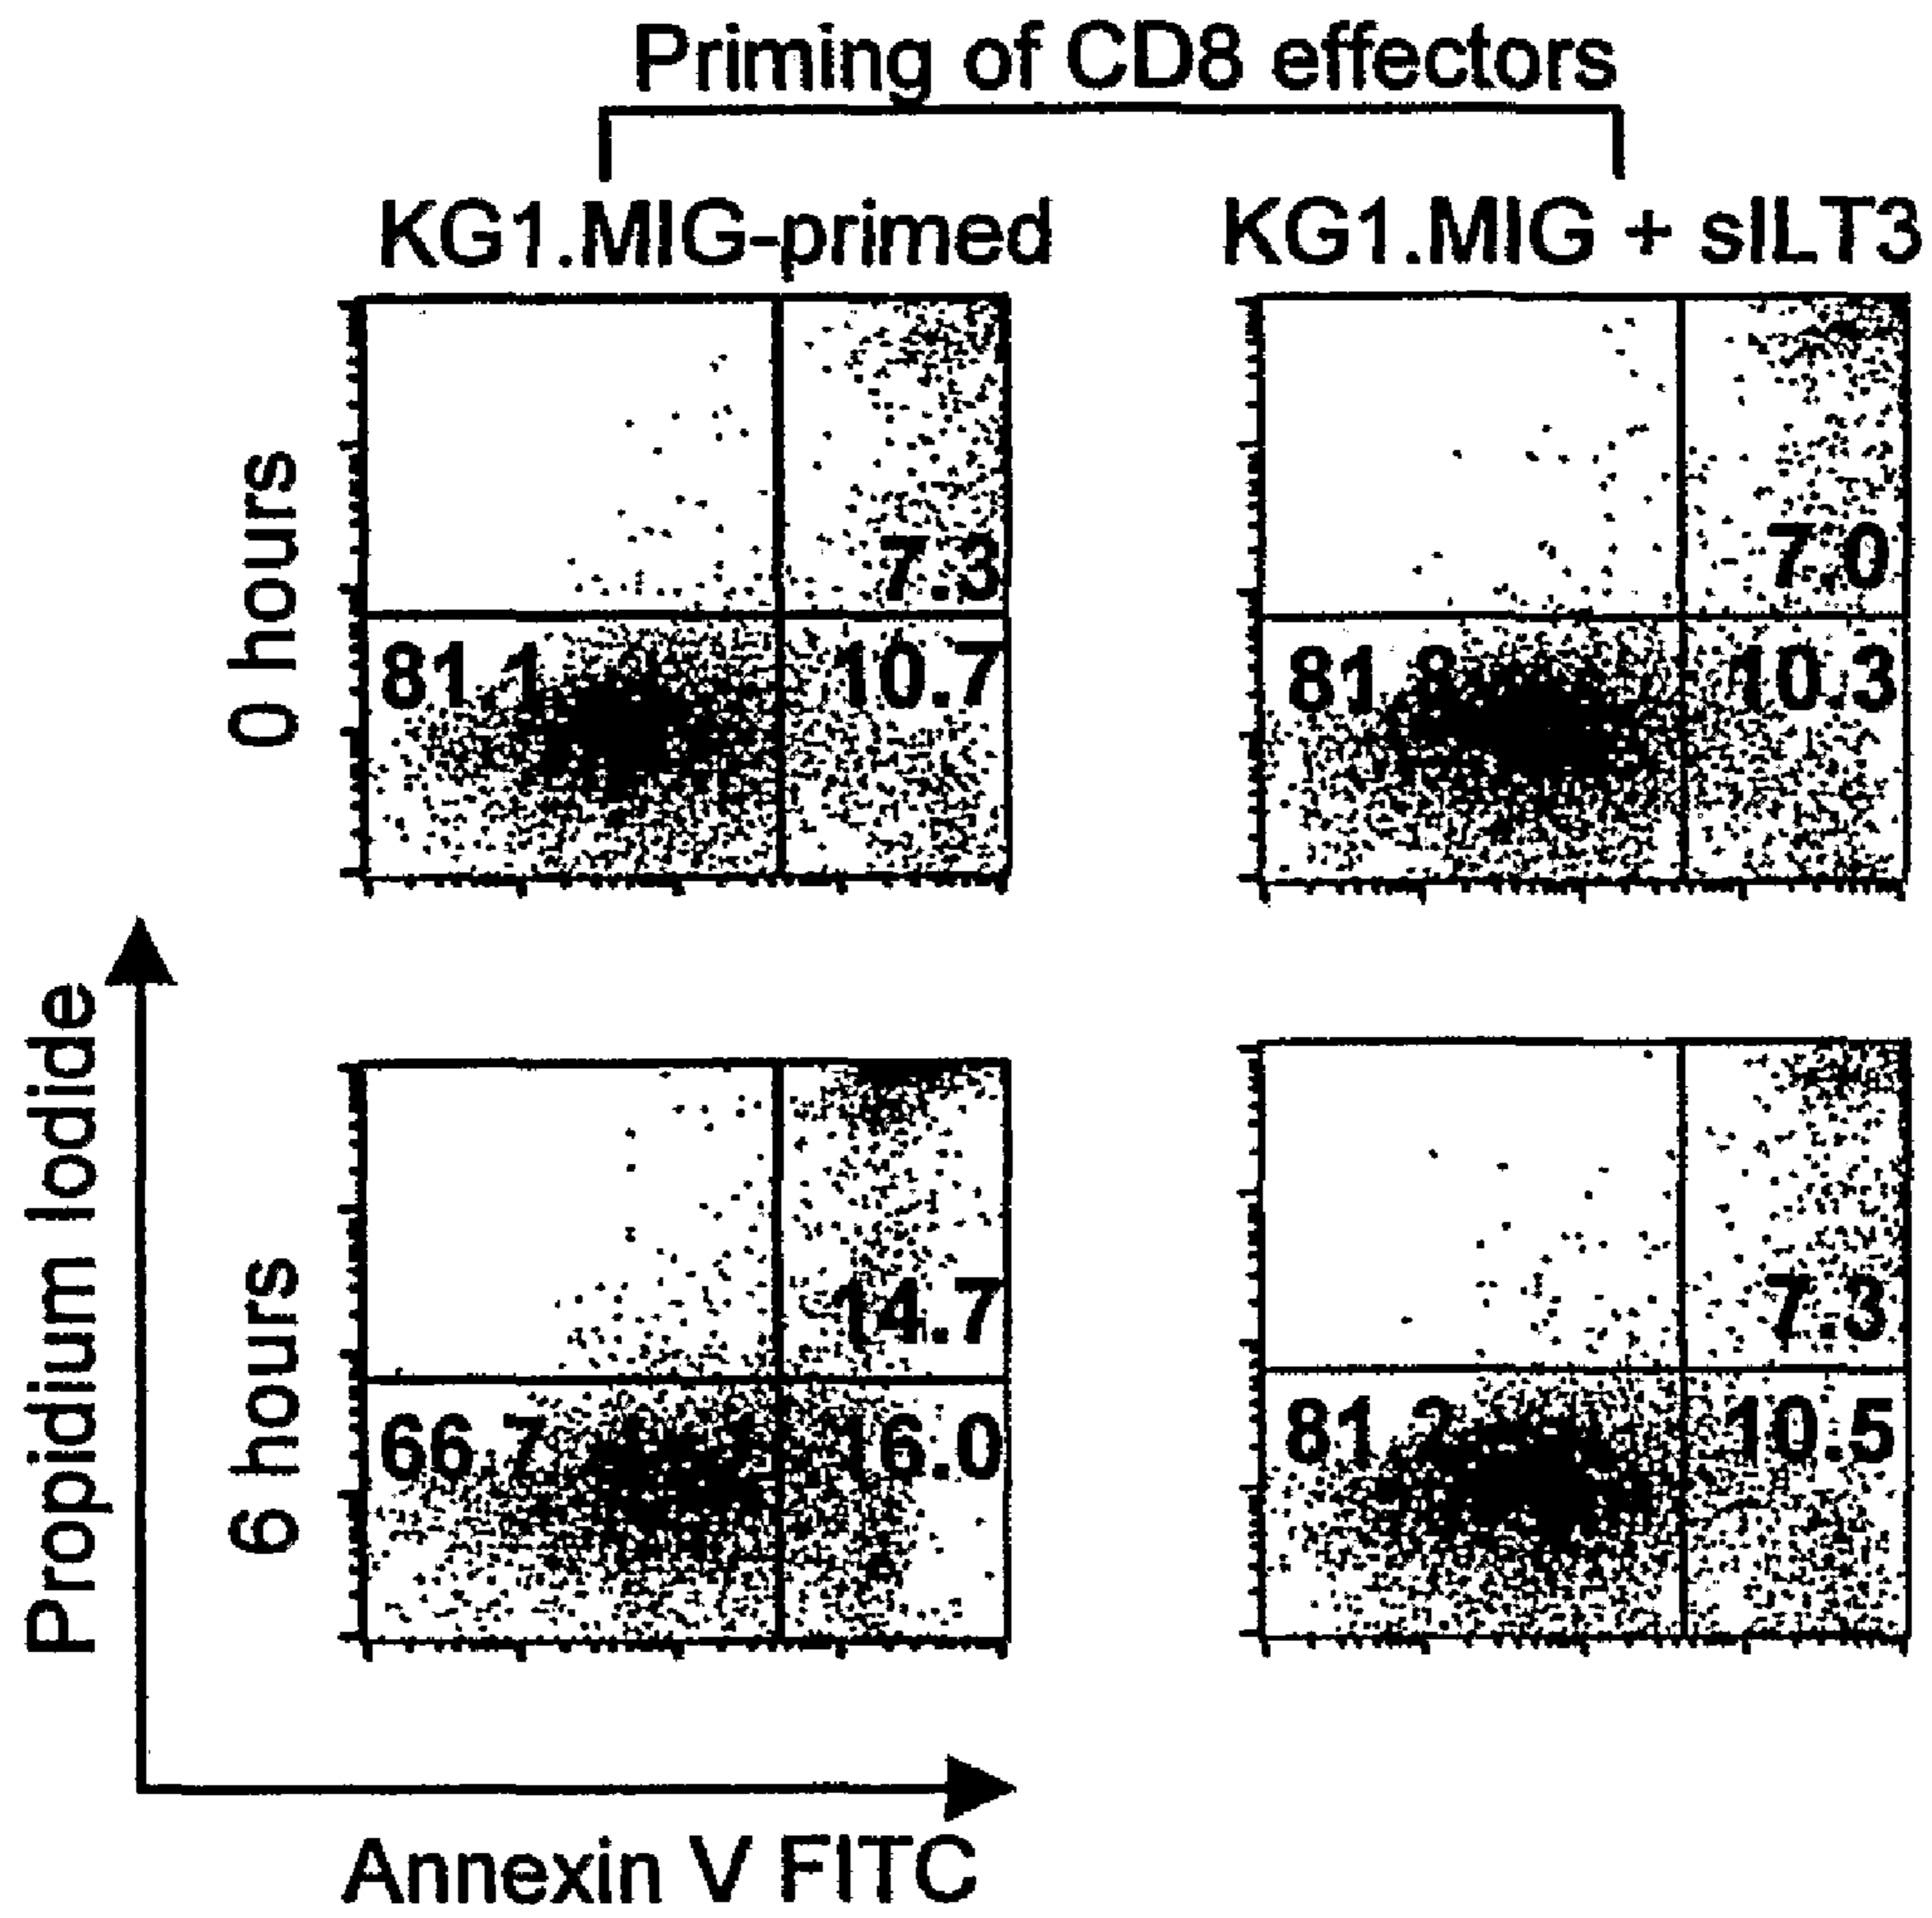 Priming of CD8 effectors
KG1.MIG-primed
KG1.MIG + sILT3
0 hours
7.3
81.1
10.7
7.0
81.8
10.3
6 hours
14.7
66.7
16.0
7.3
81.2
10.5
Propidium Iodide
Annexin V FITC